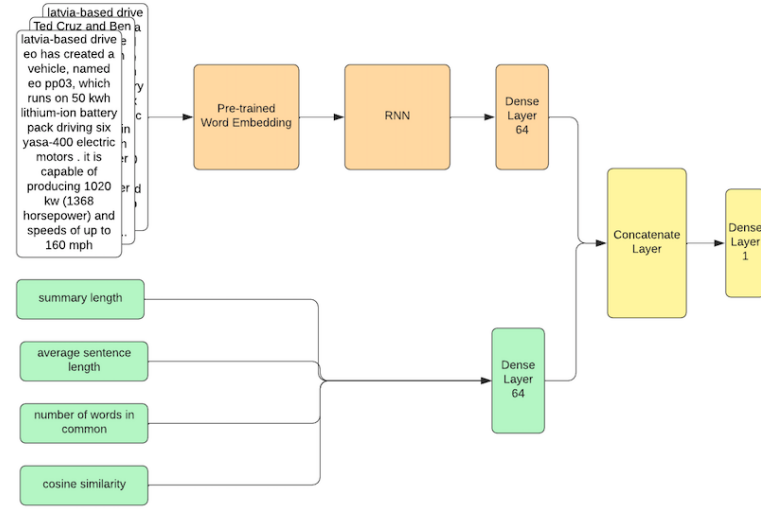 latvia-based drive
Ted Cruz and Ben
latvia-based drive
eo has created a
vehicle, named
eo pp03, which
runs on 50 kwh
lithium-ion battery
pack driving six
yasa-400 electric
motors . it is
capable of
producing 1020
kw (1368
horsepower) and
speeds of up to
160 mph
Pre-trained
Word Embedding
RNN
Dense
Layer
64
Concatenate
Layer
Dense
Layer
1
summary length
average sentence
length
number of words in
common
cosine similarity
Dense
Layer
64